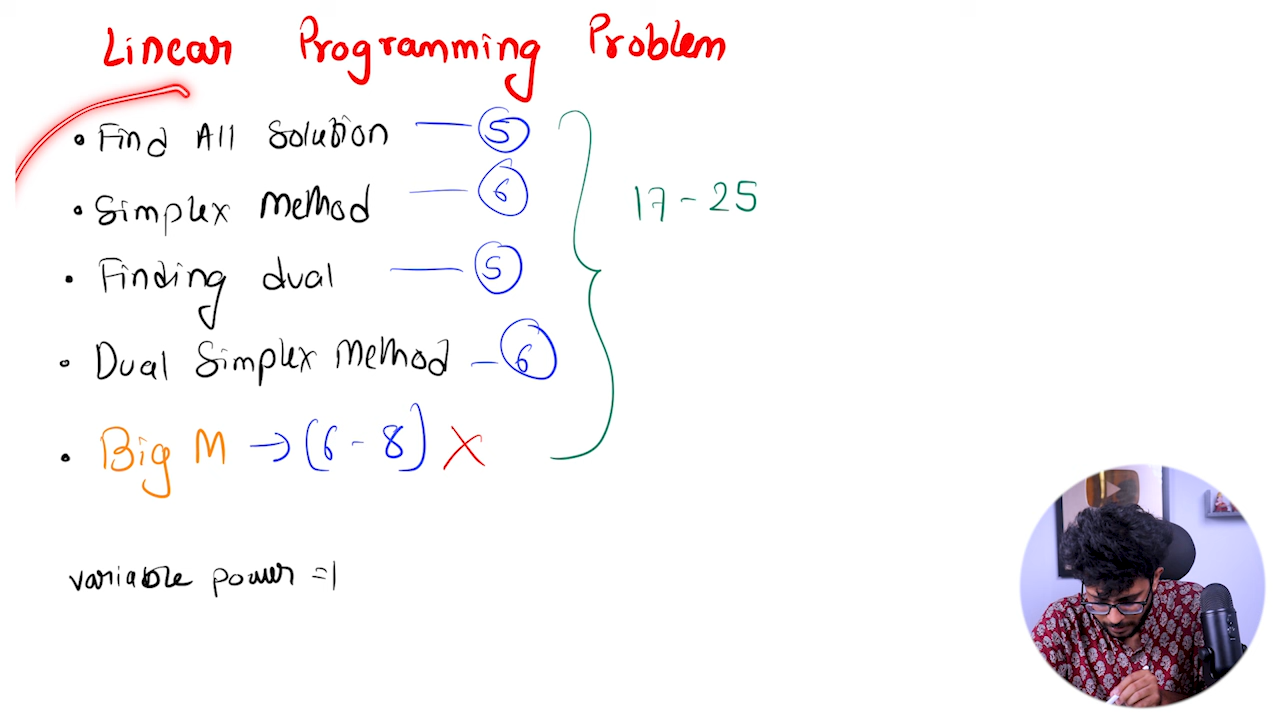 Linear Programming Problem
• Find All Solution — 5
• Simplex Method — 6
17 - 25
• Finding dual — 5
• Dual Simplex Method — 6
• Big M → (6 - 8) X
variable power = 1